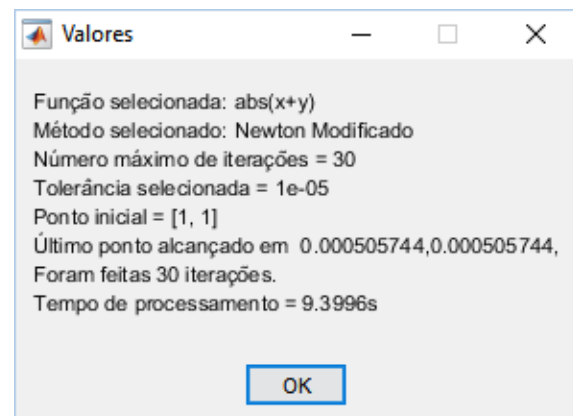 Valores
Função selecionada: abs(x+y)
Método selecionado: Newton Modificado
Número máximo de iterações = 30
Tolerância selecionada = 1e-05
Ponto inicial = [1, 1]
Último ponto alcançado em  0.000505744,0.000505744,
Foram feitas 30 iterações.
Tempo de processamento = 9.3996s
OK